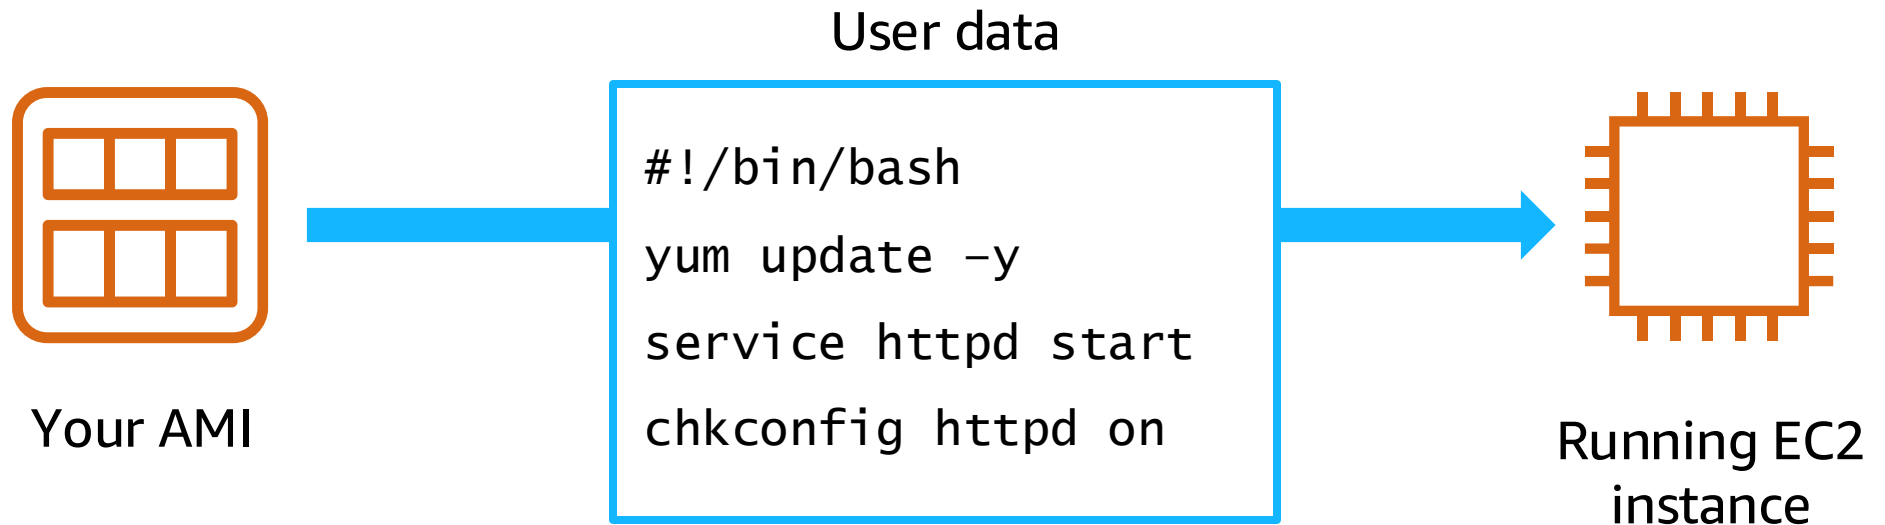 User data
#!/bin/bash
yum update –y
service httpd start
chkconfig httpd on
Your AMI
Running EC2
instance